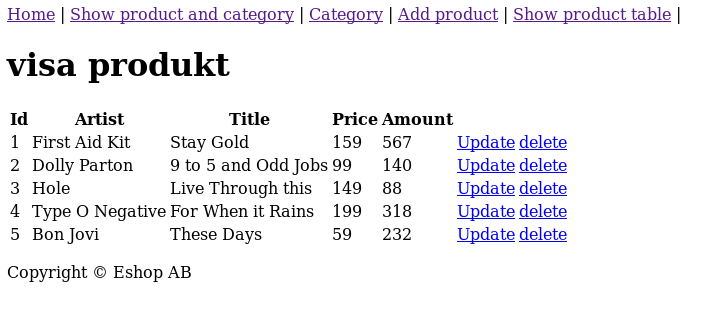 Home | Show product and category | Category | Add product | Show product table |
visa produkt
Id Artist Title Price Amount
1 First Aid Kit Stay Gold 159 567 Update delete
2 Dolly Parton 9 to 5 and Odd Jobs 99 140 Update delete
3 Hole Live Through this 149 88 Update delete
4 Type O Negative For When it Rains 199 318 Update delete
5 Bon Jovi These Days 59 232 Update delete
Copyright © Eshop AB